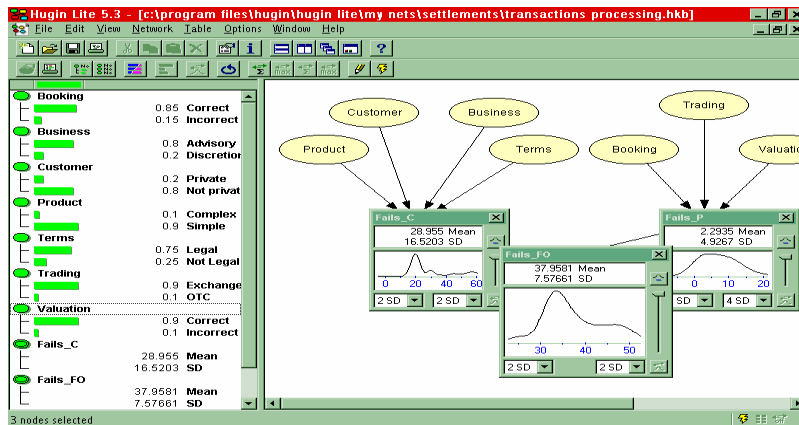 Hugin Lite 5.3 - [c:\program files\hugin\hugin lite\my nets\settlements\transactions processing.hkb]
File Edit View Network Table Options Window Help
Booking
0.85 Correct
0.15 Incorrect
Business
0.8 Advisory
0.2 Discretior
Customer
0.2 Private
0.8 Not privat
Product
0.1 Complex
0.9 Simple
Terms
0.75 Legal
0.25 Not Legal
Trading
0.9 Exchange
0.1 OTC
Valuation
0.9 Correct
0.1 Incorrect
Fails_C
28.955 Mean
16.5203 SD
Fails_FO
37.9581 Mean
7.57661 SD
Customer
Business
Trading
Product
Terms
Booking
Valuatio
Fails_C
28.955 Mean
16.5203 SD
0 20 40 60
2 SD 2 SD
Fails_P
2.2935 Mean
4.9267 SD
0 10 20
SD 4 SD
Fails_FO
37.9581 Mean
7.57661 SD
30 40 50
2 SD 2 SD
3 nodes selected